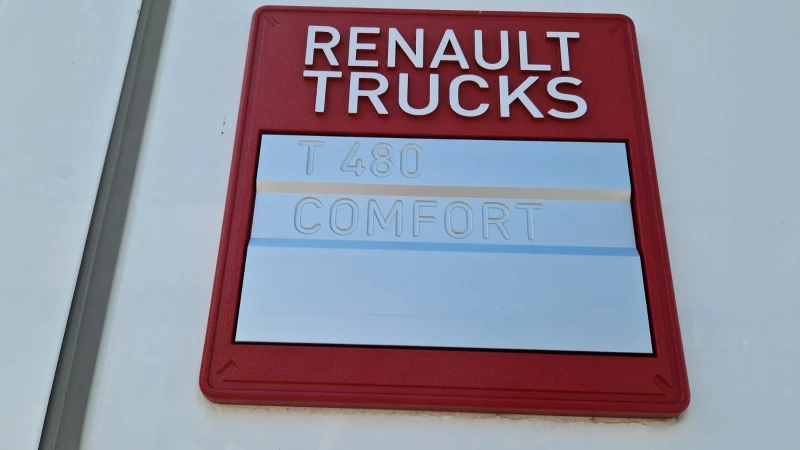 RENAULT
TRUCKS
T 480
COMFORT